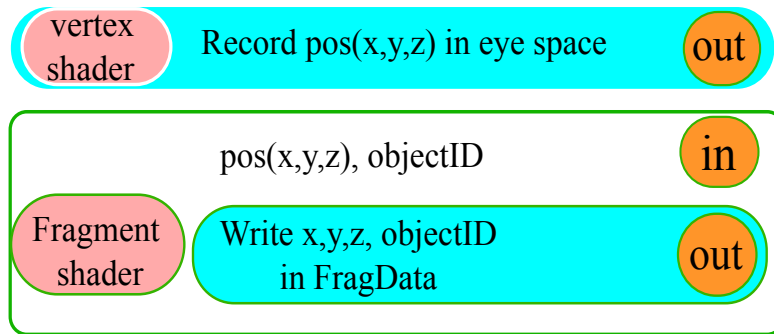 vertex
shader
Record pos(x,y,z) in eye space
out
pos(x,y,z), objectID
in
Fragment
shader
Write x,y,z, objectID
in FragData
out